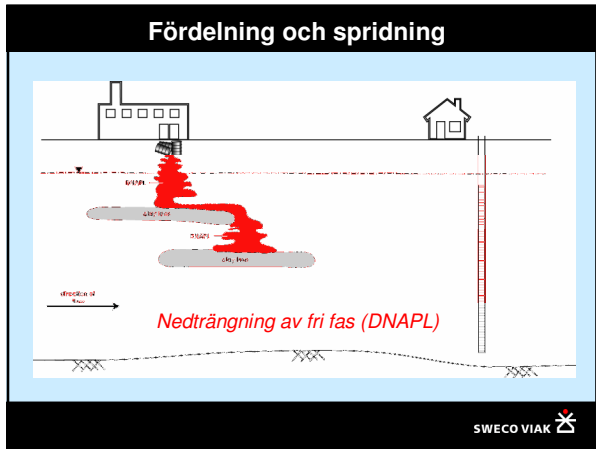 Fördelning och spridning
DNAPL
clay lens
DNAPL
clay lens
direction of
flow
Nedträngning av fri fas (DNAPL)
SWECO VIAK